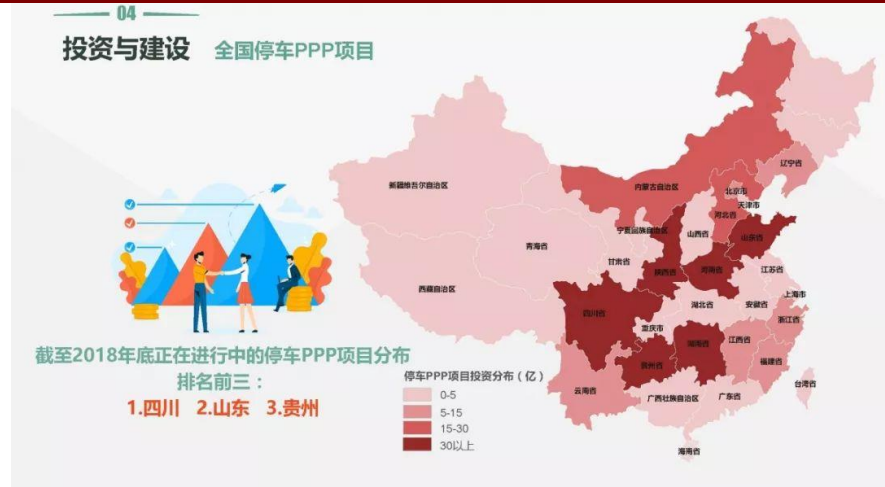 04
投资与建设 全国停车PPP项目
截至2018年底正在进行中的停车PPP项目分布
排名前三：
1.四川 2.山东 3.贵州
新疆维吾尔自治区
西藏自治区
青海省
甘肃省
宁夏回族自治区
内蒙古自治区
辽宁省
北京市
天津市
河北省
山西省
山东省
陕西省
河南省
江苏省
上海市
安徽省
湖北省
四川省
重庆市
浙江省
湖南省
江西省
贵州省
福建省
云南省
广西壮族自治区
广东省
台湾省
海南省
停车PPP项目投资分布（亿）
0-5
5-15
15-30
30以上